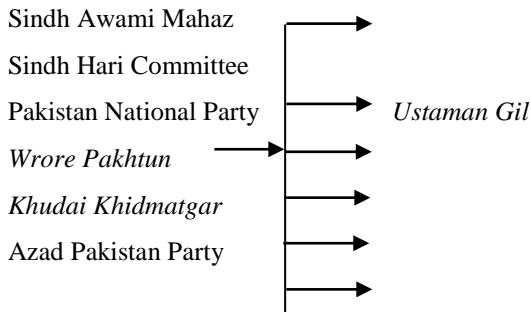 Sindh Awami Mahaz
Sindh Hari Committee
Pakistan National Party
Ustaman Gil
Wrore Pakhtun
Khudai Khidmatgar
Azad Pakistan Party